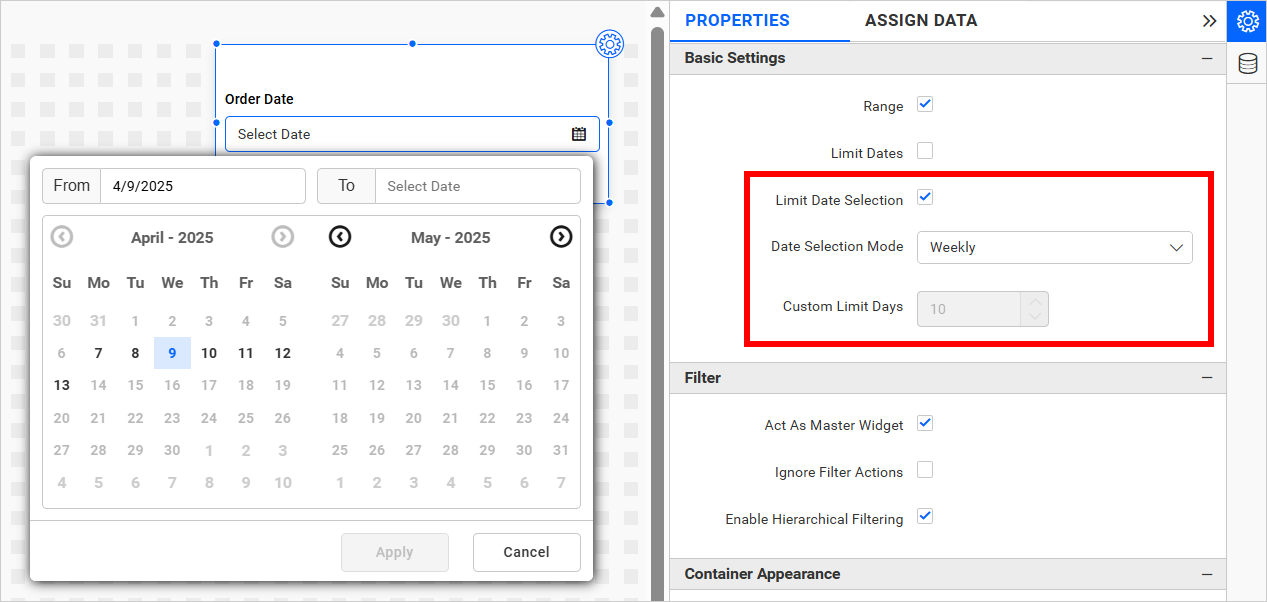 Order Date
Select Date
From 4/9/2025 To Select Date
April - 2025 May - 2025
Su Mo Tu We Th Fr Sa Su Mo Tu We Th Fr Sa
30 31 1 2 3 4 5 27 28 29 30 1 2 3
6 7 8 9 10 11 12 4 5 6 7 8 9 10
13 14 15 16 17 18 19 11 12 13 14 15 16 17
20 21 22 23 24 25 26 18 19 20 21 22 23 24
27 28 29 30 1 2 3 25 26 27 28 29 30 31
4 5 6 7 8 9 10 1 2 3 4 5 6 7
Apply Cancel
PROPERTIES ASSIGN DATA
Basic Settings
Range
Limit Dates
Limit Date Selection
Date Selection Mode Weekly
Custom Limit Days 10
Filter
Act As Master Widget
Ignore Filter Actions
Enable Hierarchical Filtering
Container Appearance